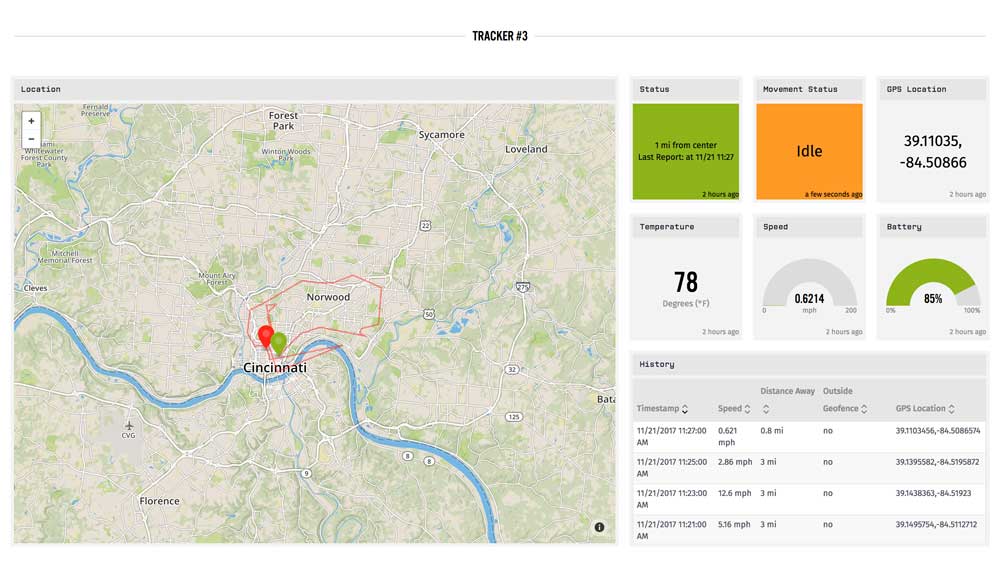 TRACKER #3
Location
+
−
Fernald
Preserve
Whitewater
Forest County
Park
Forest
Park
Winton Woods
Park
Sycamore
Loveland
22
Mitchell
Memorial Forest
Mount Airy
Forest
275
Cleves
Norwood
50
Cincinnati
32
Bata
125
CVG
8
8
9
Florence
Status
1 mi from center
Last Report: at 11/21 11:27
2 hours ago
Movement Status
Idle
a few seconds ago
GPS Location
39.11035,
-84.50866
2 hours ago
Temperature
78
Degrees (°F)
2 hours ago
Speed
0.6214
0 mph 200
2 hours ago
Battery
85%
0% 100%
2 hours ago
History
Timestamp Speed Distance Away Outside Geofence GPS Location
11/21/2017 11:27:00 AM 0.621 mph 0.8 mi no 39.1103456,-84.5086574
11/21/2017 11:25:00 AM 2.86 mph 3 mi no 39.1395582,-84.5195872
11/21/2017 11:23:00 AM 12.6 mph 3 mi no 39.1438363,-84.51923
11/21/2017 11:21:00 AM 5.16 mph 3 mi no 39.1495754,-84.5112712